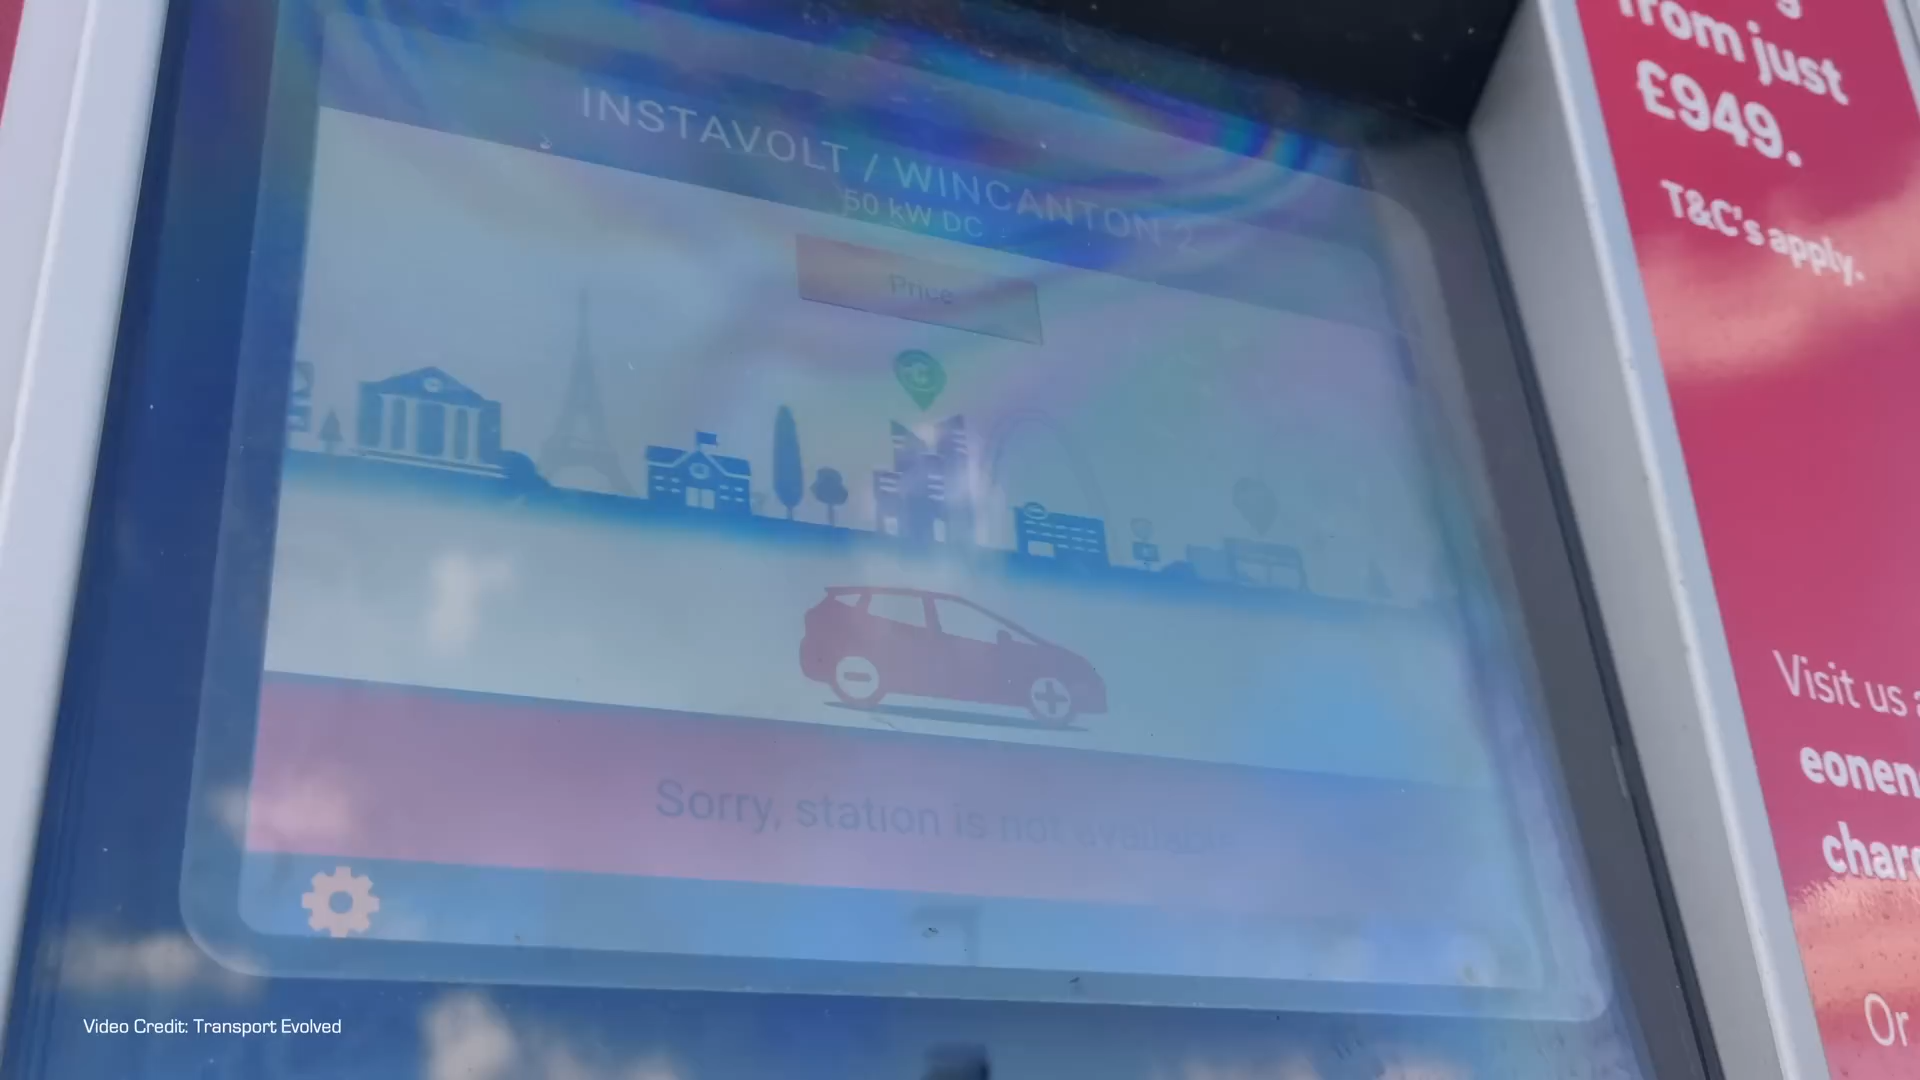 INSTAVOLT / WINCANTON 2
50 kW DC
Price
Sorry, station is not available
from just
£949.
T&C's apply.
Visit us
eonen
charg
Or
Video Credit: Transport Evolved